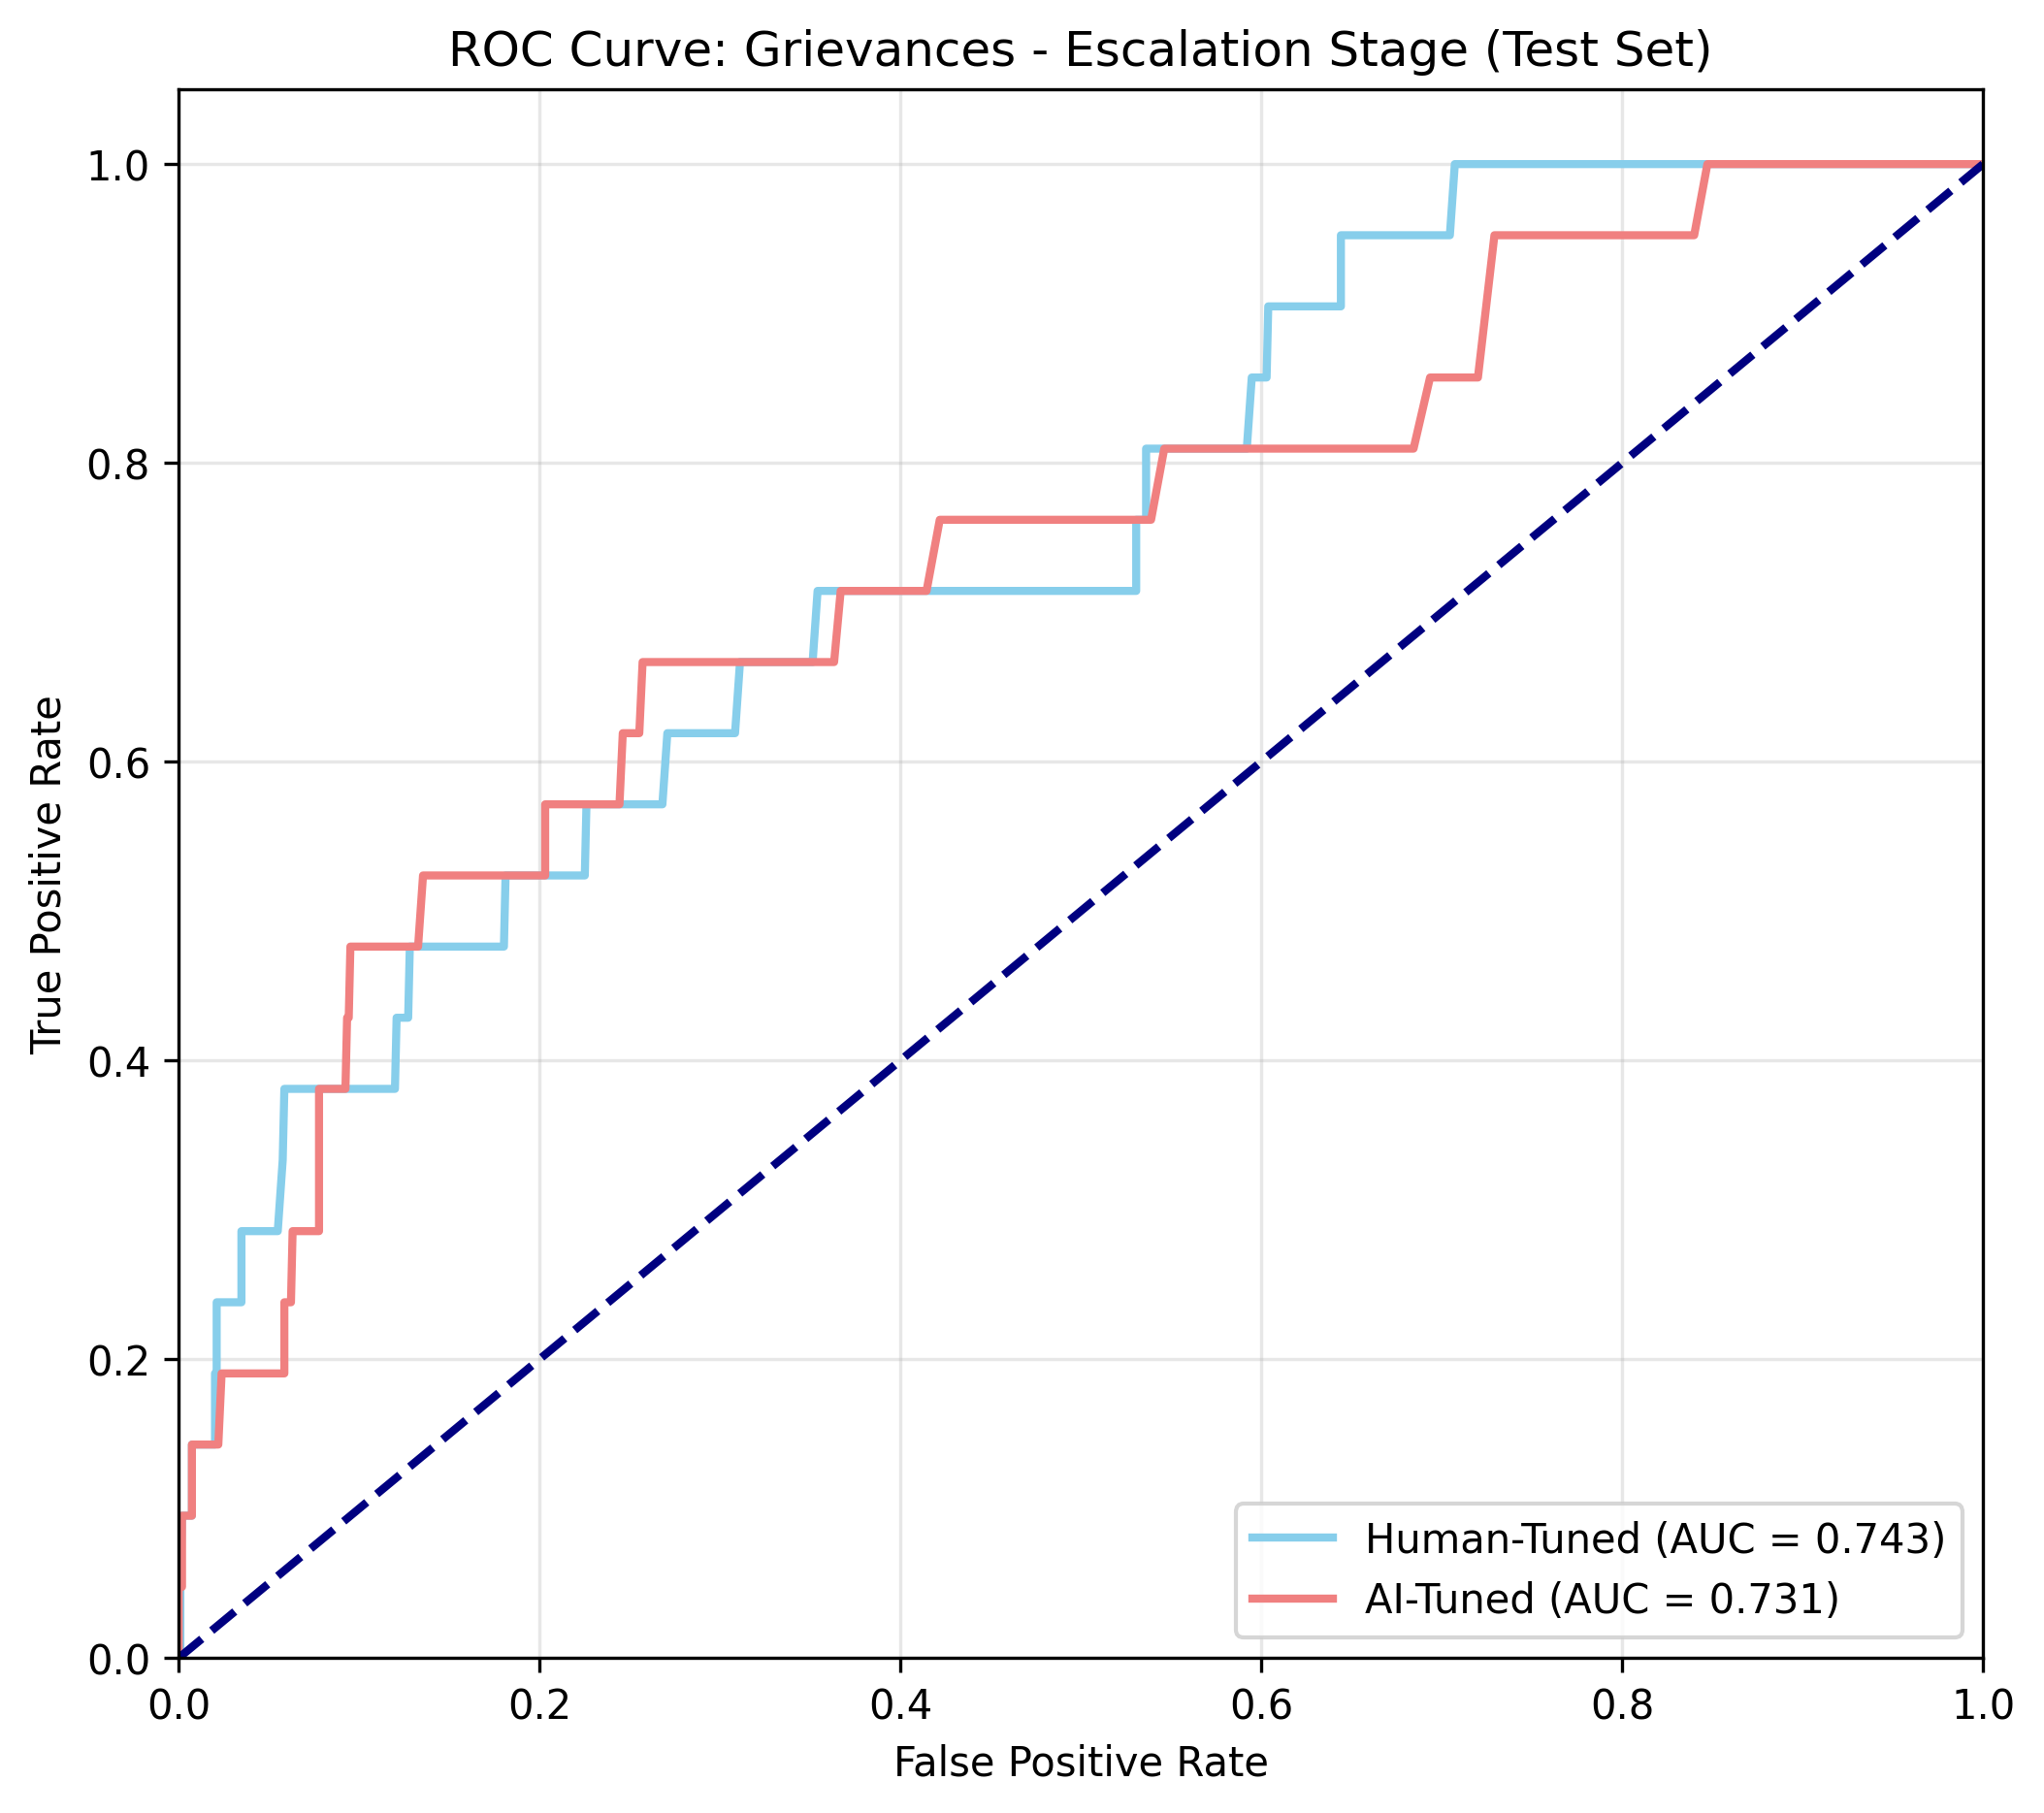 ROC Curve: Grievances - Escalation Stage (Test Set)
1.0
0.8
0.6
0.4
0.2
0.0
True Positive Rate
0.0 0.2 0.4 0.6 0.8 1.0
False Positive Rate
Human-Tuned (AUC = 0.743)
AI-Tuned (AUC = 0.731)